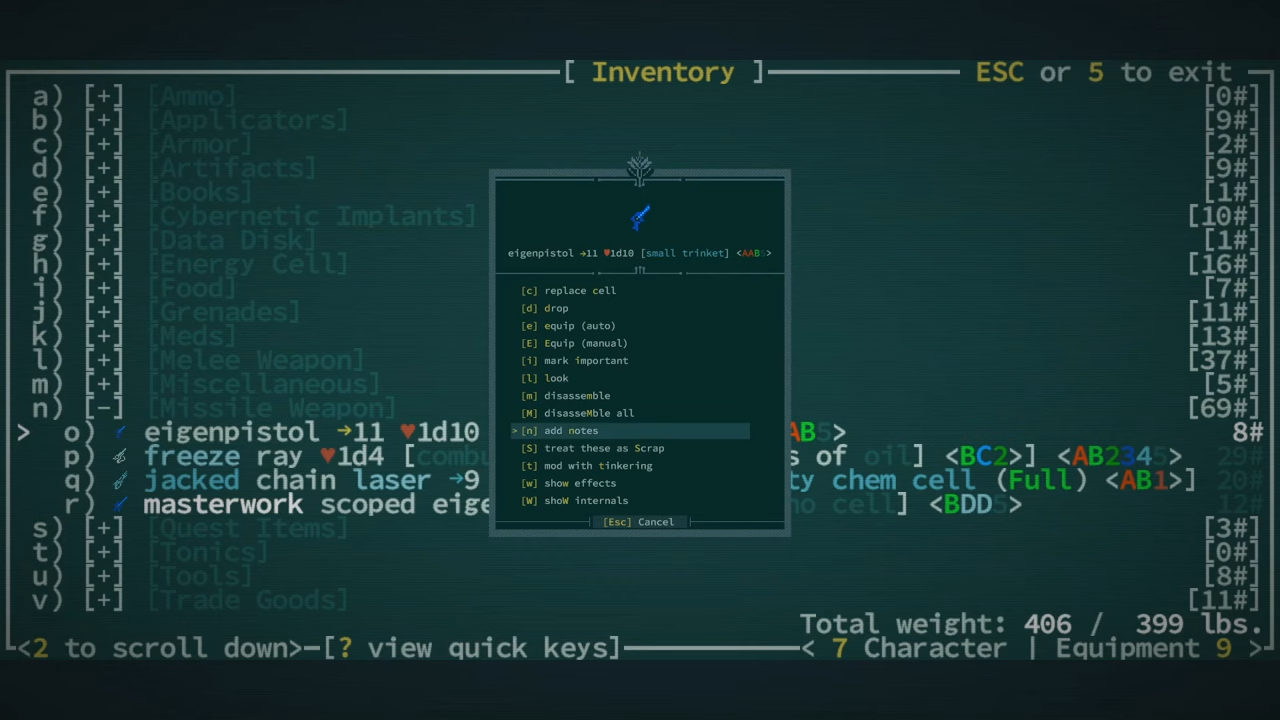 [ Inventory ] ESC or 5 to exit
a) [+] [Ammo] [0#]
b) [+] [Applicators] [9#]
c) [+] [Armor] [2#]
d) [+] [Artifacts] [9#]
e) [+] [Books] [1#]
f) [+] [Cybernetic Implants] [10#]
g) [+] [Data Disk] [1#]
h) [+] [Energy Cell] [16#]
i) [+] [Food] [7#]
j) [+] [Grenades] [11#]
k) [+] [Meds] [13#]
l) [+] [Melee Weapon] [37#]
m) [+] [Miscellaneous] [5#]
n) [-] [Missile Weapon] [69#]
> o) eigenpistol →11 ♥1d10 AB5> 8#
p) freeze ray ♥1d4 [combu s of oil] <BC2>] <AB2345> 29#
q) jacked chain laser →9 ty chem cell (Full) <AB1>] 20#
r) masterwork scoped eige no cell] <BDD5> 12#
s) [+] [Quest Items] [3#]
t) [+] [Tonics] [0#]
u) [+] [Tools] [8#]
v) [+] [Trade Goods] [11#]
Total weight: 406 / 399 lbs.
<2 to scroll down> [? view quick keys] < 7 Character | Equipment 9 >
eigenpistol →11 ♥1d10 [small trinket] <AAB5>
[c] replace cell
[d] drop
[e] equip (auto)
[E] Equip (manual)
[i] mark important
[l] look
[m] disassemble
[M] disasseMble all
> [n] add notes
[S] treat these as Scrap
[t] mod with tinkering
[w] show effects
[W] shoW internals
[Esc] Cancel